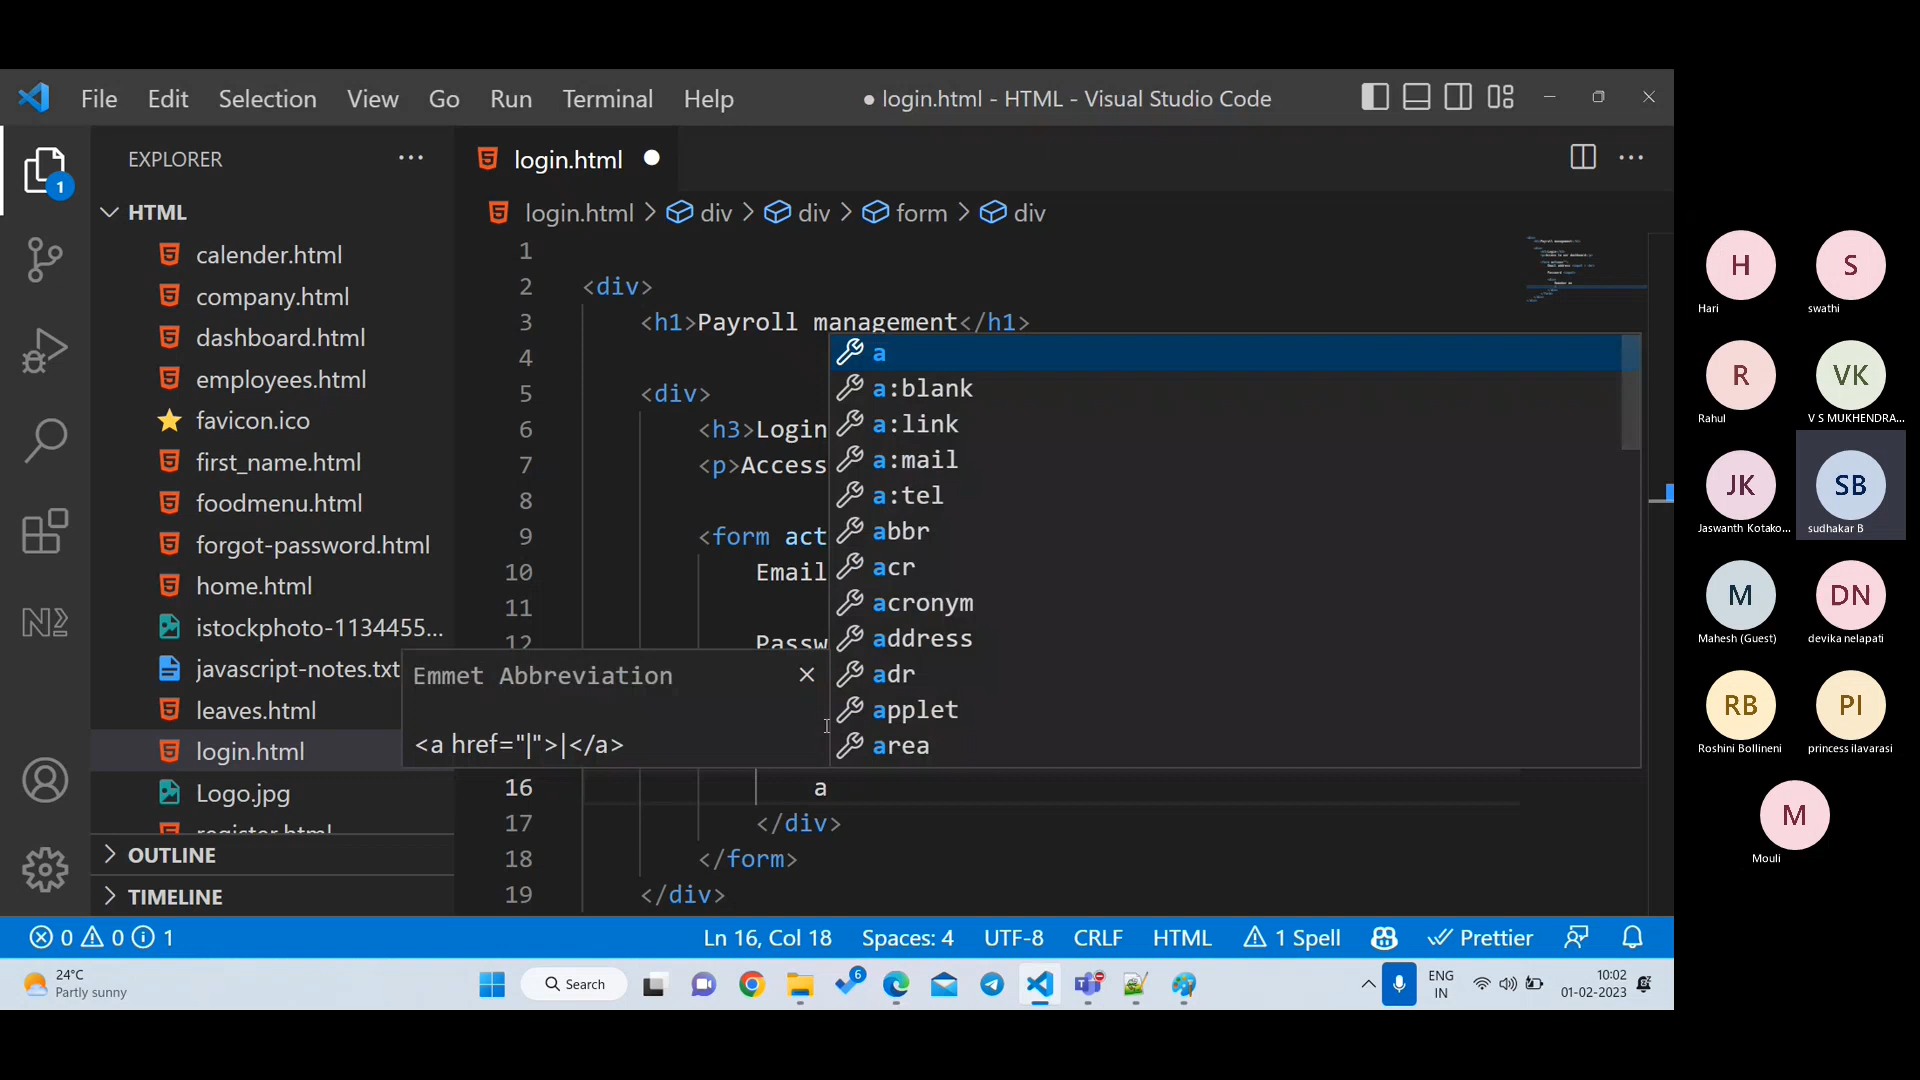 File Edit Selection View Go Run Terminal Help
● login.html - HTML - Visual Studio Code
EXPLORER
1
HTML
calender.html
company.html
dashboard.html
employees.html
favicon.ico
first_name.html
foodmenu.html
forgot-password.html
home.html
istockphoto-1134455...
javascript-notes.txt
leaves.html
login.html
Logo.jpg
register.html
OUTLINE
TIMELINE
login.html
login.html > div > div > form > div
1
2 <div>
3 <h1>Payroll management</h1>
4
5 <div>
6 <h3>Login
7 <p>Access
8
9 <form act
10 Email
11
12 Passw
16 a
17 </div>
18 </form>
19 </div>
Emmet Abbreviation
<a href="|">|</a>
a
a:blank
a:link
a:mail
a:tel
abbr
acr
acronym
address
adr
applet
area
0 0 1
Ln 16, Col 18 Spaces: 4 UTF-8 CRLF HTML 1 Spell Prettier
24°C
Partly sunny
Search
6
ENG
IN
10:02
01-02-2023
H
Hari
S
swathi
R
Rahul
VK
V S MUKHENDRA...
JK
Jaswanth Kotako...
SB
sudhakar B
M
Mahesh (Guest)
DN
devika nelapati
RB
Roshini Bollineni
PI
princess ilavarasi
M
Mouli